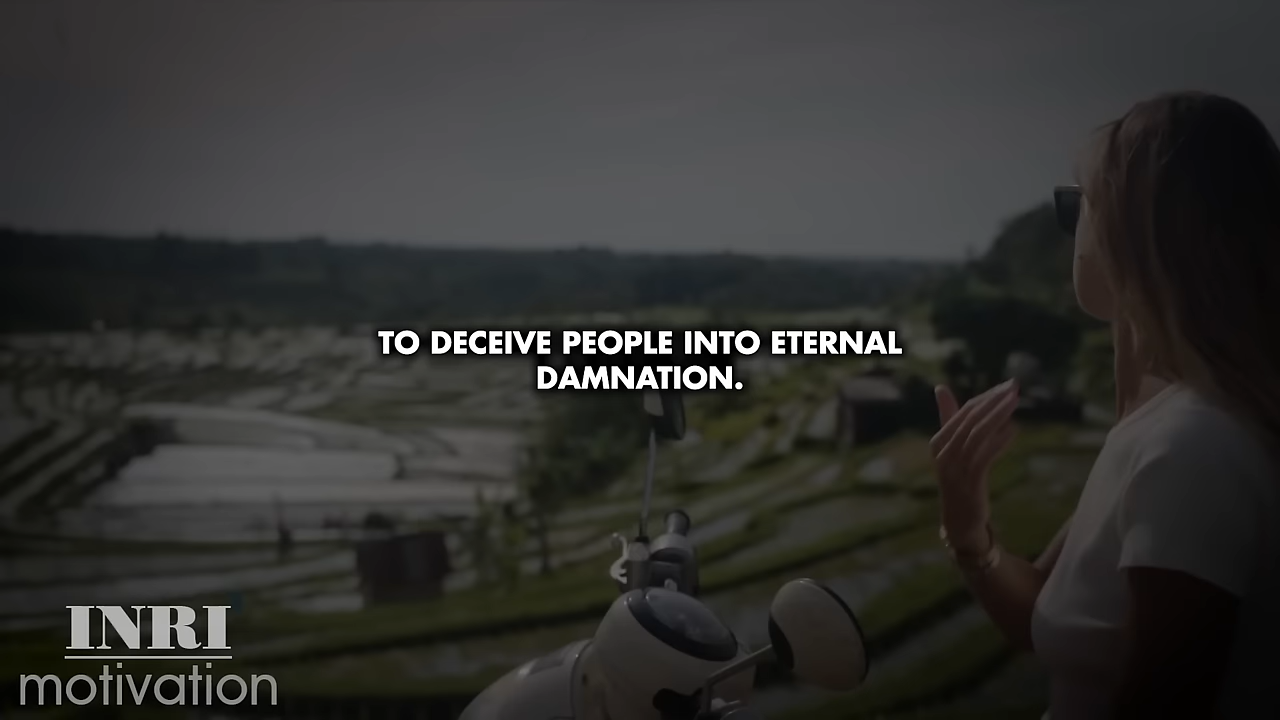 TO DECEIVE PEOPLE INTO ETERNAL
DAMNATION.
INRI
motivation